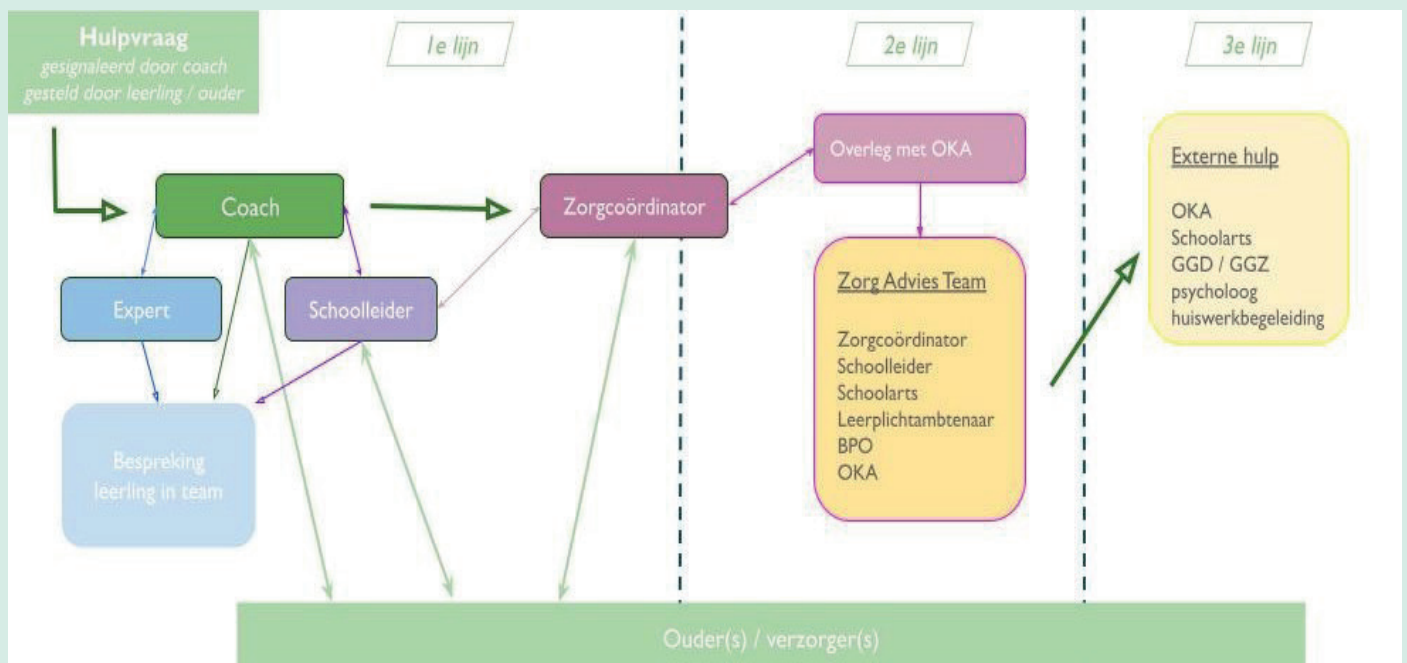 Hulpvraag
gesignaleerd door coach
gesteld door leerling / ouder
1e lijn
2e lijn
3e lijn
Coach
Expert
Schoolleider
Bespreking
leerling in team
Zorgcoördinator
Overleg met OKA
Zorg Advies Team
Zorgcoördinator
Schoolleider
Schoolarts
Leerplichtambtenaar
BPO
OKA
Externe hulp
OKA
Schoolarts
GGD / GGZ
psycholoog
huiswerkbegeleiding
Ouder(s) / verzorger(s)